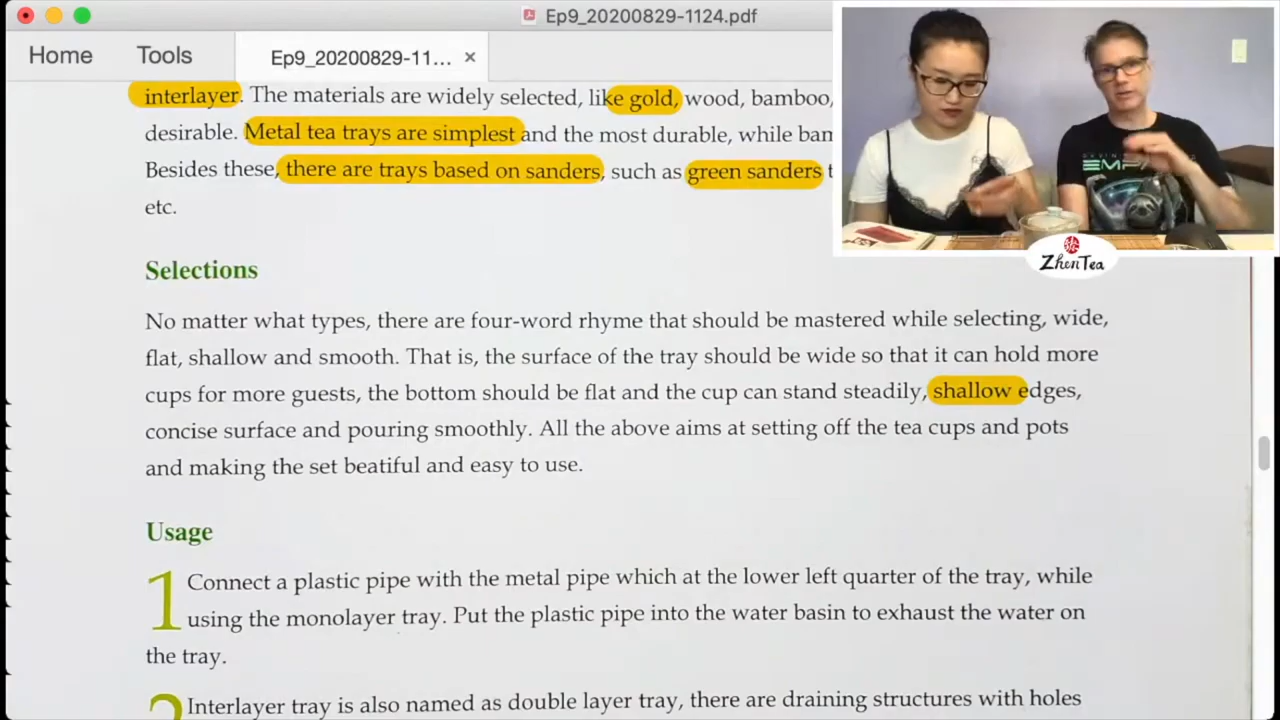 Ep9_20200829-1124.pdf
Home Tools Ep9_20200829-11... ×
interlayer. The materials are widely selected, like gold, wood, bamboo,
desirable. Metal tea trays are simplest and the most durable, while bam
Besides these, there are trays based on sanders, such as green sanders t
etc.
ZhenTea
Selections
No matter what types, there are four-word rhyme that should be mastered while selecting, wide,
flat, shallow and smooth. That is, the surface of the tray should be wide so that it can hold more
cups for more guests, the bottom should be flat and the cup can stand steadily, shallow edges,
concise surface and pouring smoothly. All the above aims at setting off the tea cups and pots
and making the set beatiful and easy to use.
Usage
1 Connect a plastic pipe with the metal pipe which at the lower left quarter of the tray, while
using the monolayer tray. Put the plastic pipe into the water basin to exhaust the water on
the tray.
2 Interlayer tray is also named as double layer tray, there are draining structures with holes